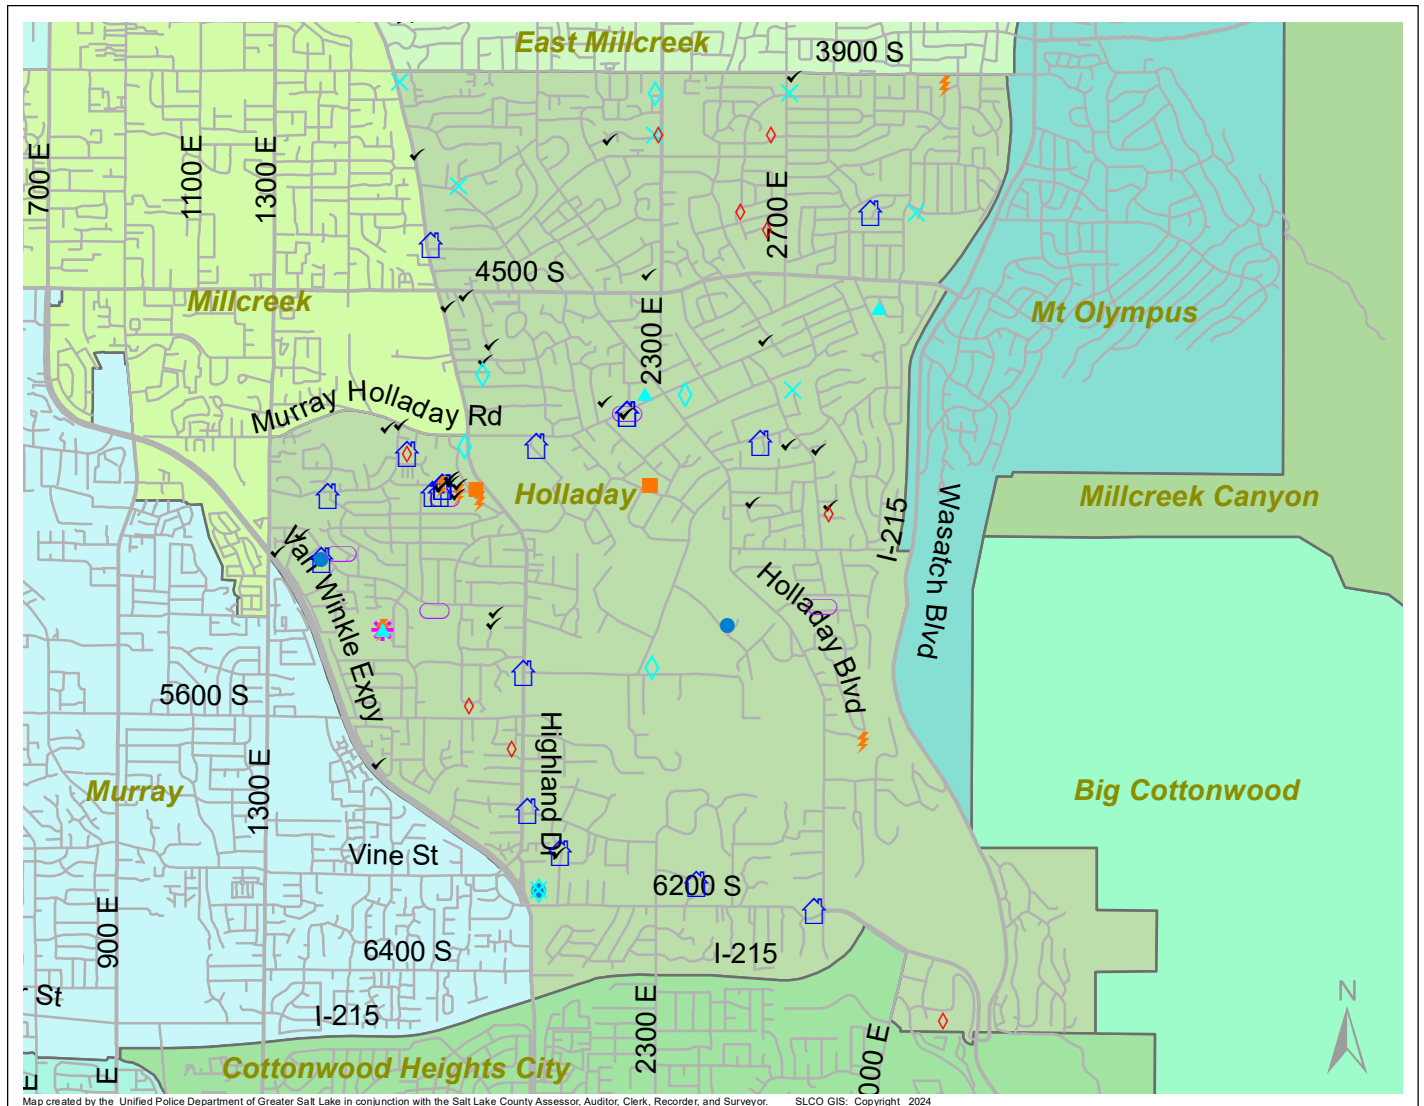 East Millcreek
3900 S
700 E
1100 E
1300 E
2700 E
4500 S
Millcreek
2300 E
Mt Olympus
Murray Holladay Rd
Holladay
Millcreek Canyon
I-215
Wasatch Blvd
Van Winkle Expy
Holladay Blvd
5600 S
Highland Dr
Murray
1300 E
Big Cottonwood
Vine St
6200 S
900 E
6400 S
I-215
St
I-215
2300 E
N
000 E
E
E
Cottonwood Heights City
Map created by the Unified Police Department of Greater Salt Lake in conjunction with the Salt Lake County Assessor, Auditor, Clerk, Recorder, and Surveyor. SLCO GIS: Copyright 2024